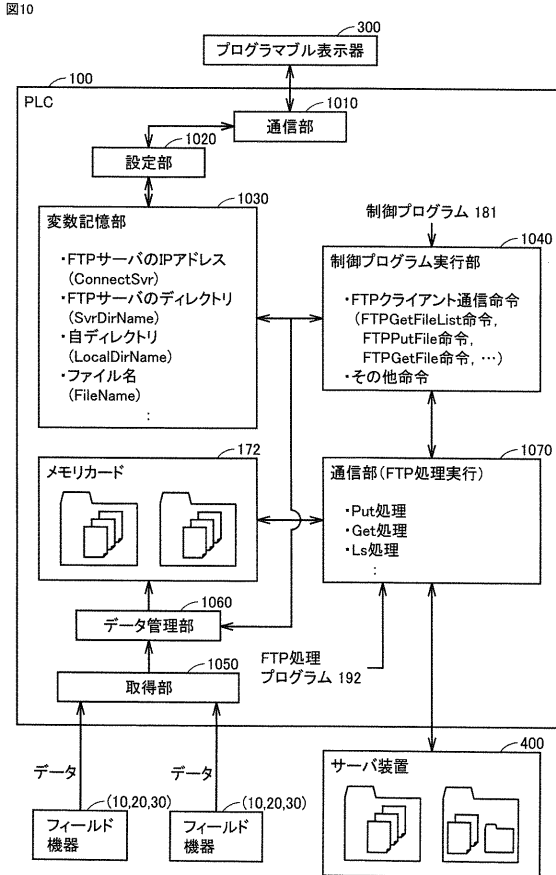 図10
300
プログラマブル表示器
100
PLC
1010
通信部
1020
設定部
1030
変数記憶部
・FTPサーバのIPアドレス
(ConnectSvr)
・FTPサーバのディレクトリ
(SvrDirName)
・自ディレクトリ
(LocalDirName)
・ファイル名
(FileName)
:
制御プログラム 181
1040
制御プログラム実行部
・FTPクライアント通信命令
(FTPGetFileList命令,
FTPPutFile命令,
FTPGetFile命令, …)
・その他命令
172
メモリカード
1070
通信部(FTP処理実行)
・Put処理
・Get処理
・Ls処理
:
1060
データ管理部
1050
取得部
FTP処理
プログラム 192
データ
データ
(10,20,30)
フィールド
機器
(10,20,30)
フィールド
機器
400
サーバ装置